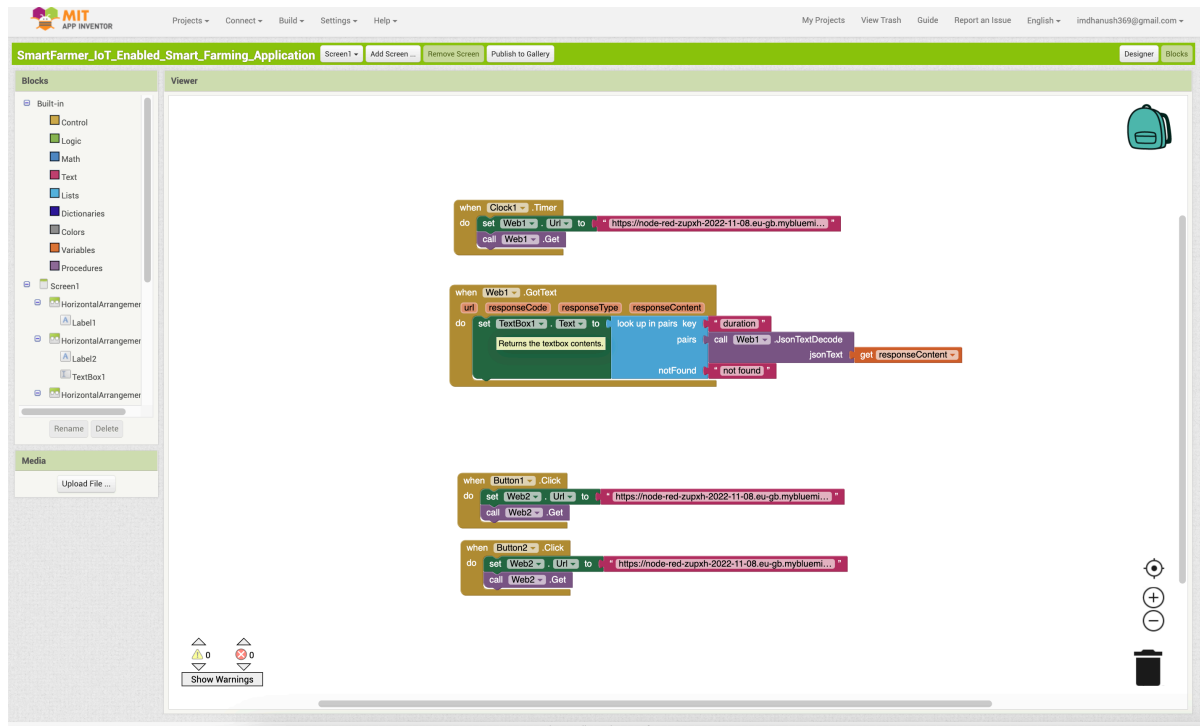 MIT
APP INVENTOR
Projects Connect Build Settings Help
My Projects View Trash Guide Report an Issue English imdhanush369@gmail.com
SmartFarmer_IoT_Enabled_Smart_Farming_Application Screen1 Add Screen ... Remove Screen Publish to Gallery Designer Blocks
Blocks
Built-in
Control
Logic
Math
Text
Lists
Dictionaries
Colors
Variables
Procedures
Screen1
HorizontalArrangemer
Label1
HorizontalArrangemer
Label2
TextBox1
HorizontalArrangemer
Rename Delete
Media
Upload File ...
Viewer
when Clock1 .Timer
do set Web1 . Url to " https://node-red-zupxh-2022-11-08.eu-gb.mybluemi... "
call Web1 .Get
when Web1 .GotText
url responseCode responseType responseContent
do set TextBox1 . Text to look up in pairs key " duration "
Returns the textbox contents.
pairs call Web1 .JsonTextDecode
jsonText get responseContent
notFound " not found "
when Button1 .Click
do set Web2 . Url to " https://node-red-zupxh-2022-11-08.eu-gb.mybluemi... "
call Web2 .Get
when Button2 .Click
do set Web2 . Url to " https://node-red-zupxh-2022-11-08.eu-gb.mybluemi... "
call Web2 .Get
0 0
Show Warnings